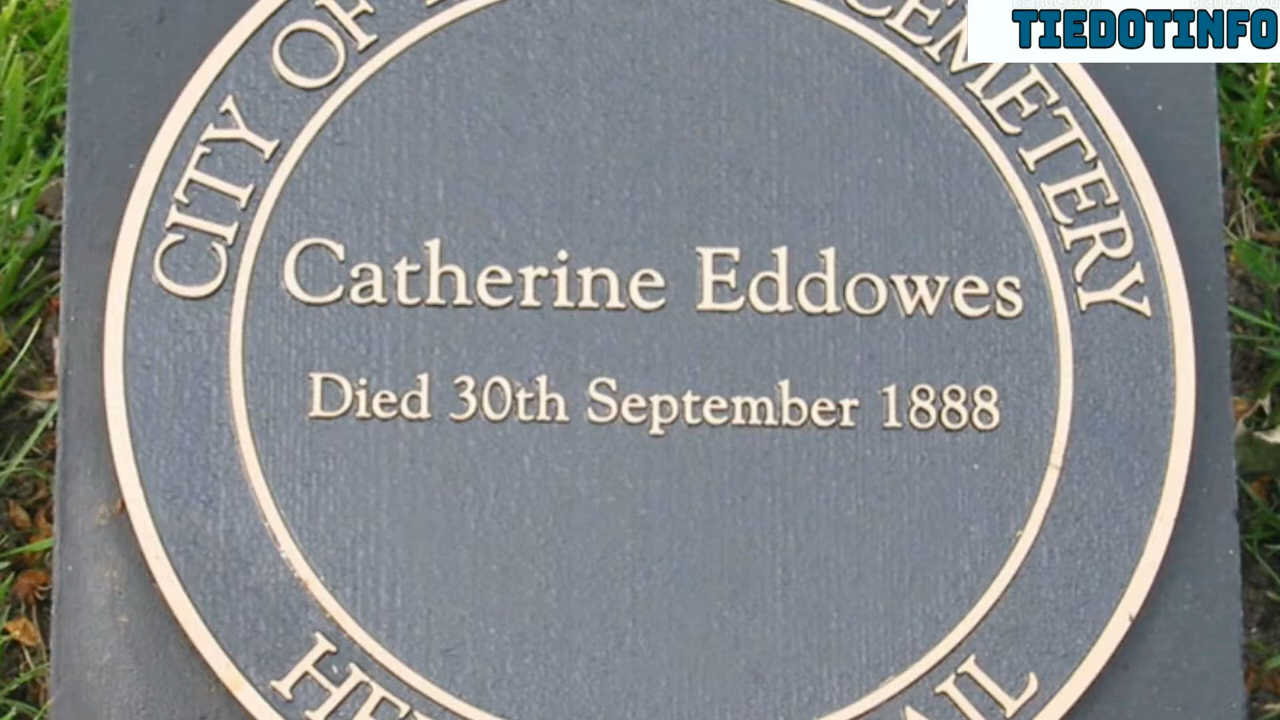 TIEDOTINFO
CITY OF
CEMETERY
Catherine Eddowes
Died 30th September 1888